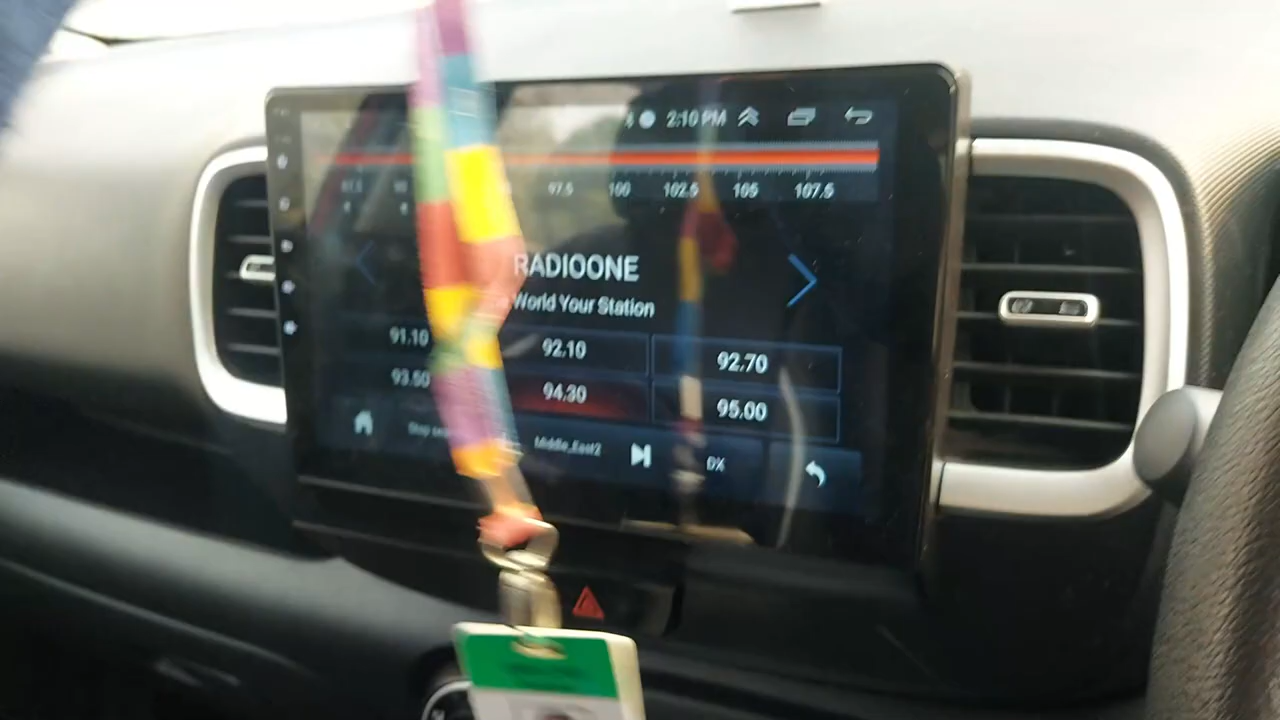 2:10 PM
97.5 100 102.5 105 107.5
RADIOONE
World Your Station
91.10 92.10 92.70
93.50 94.30 95.00
Middle_East2 DX